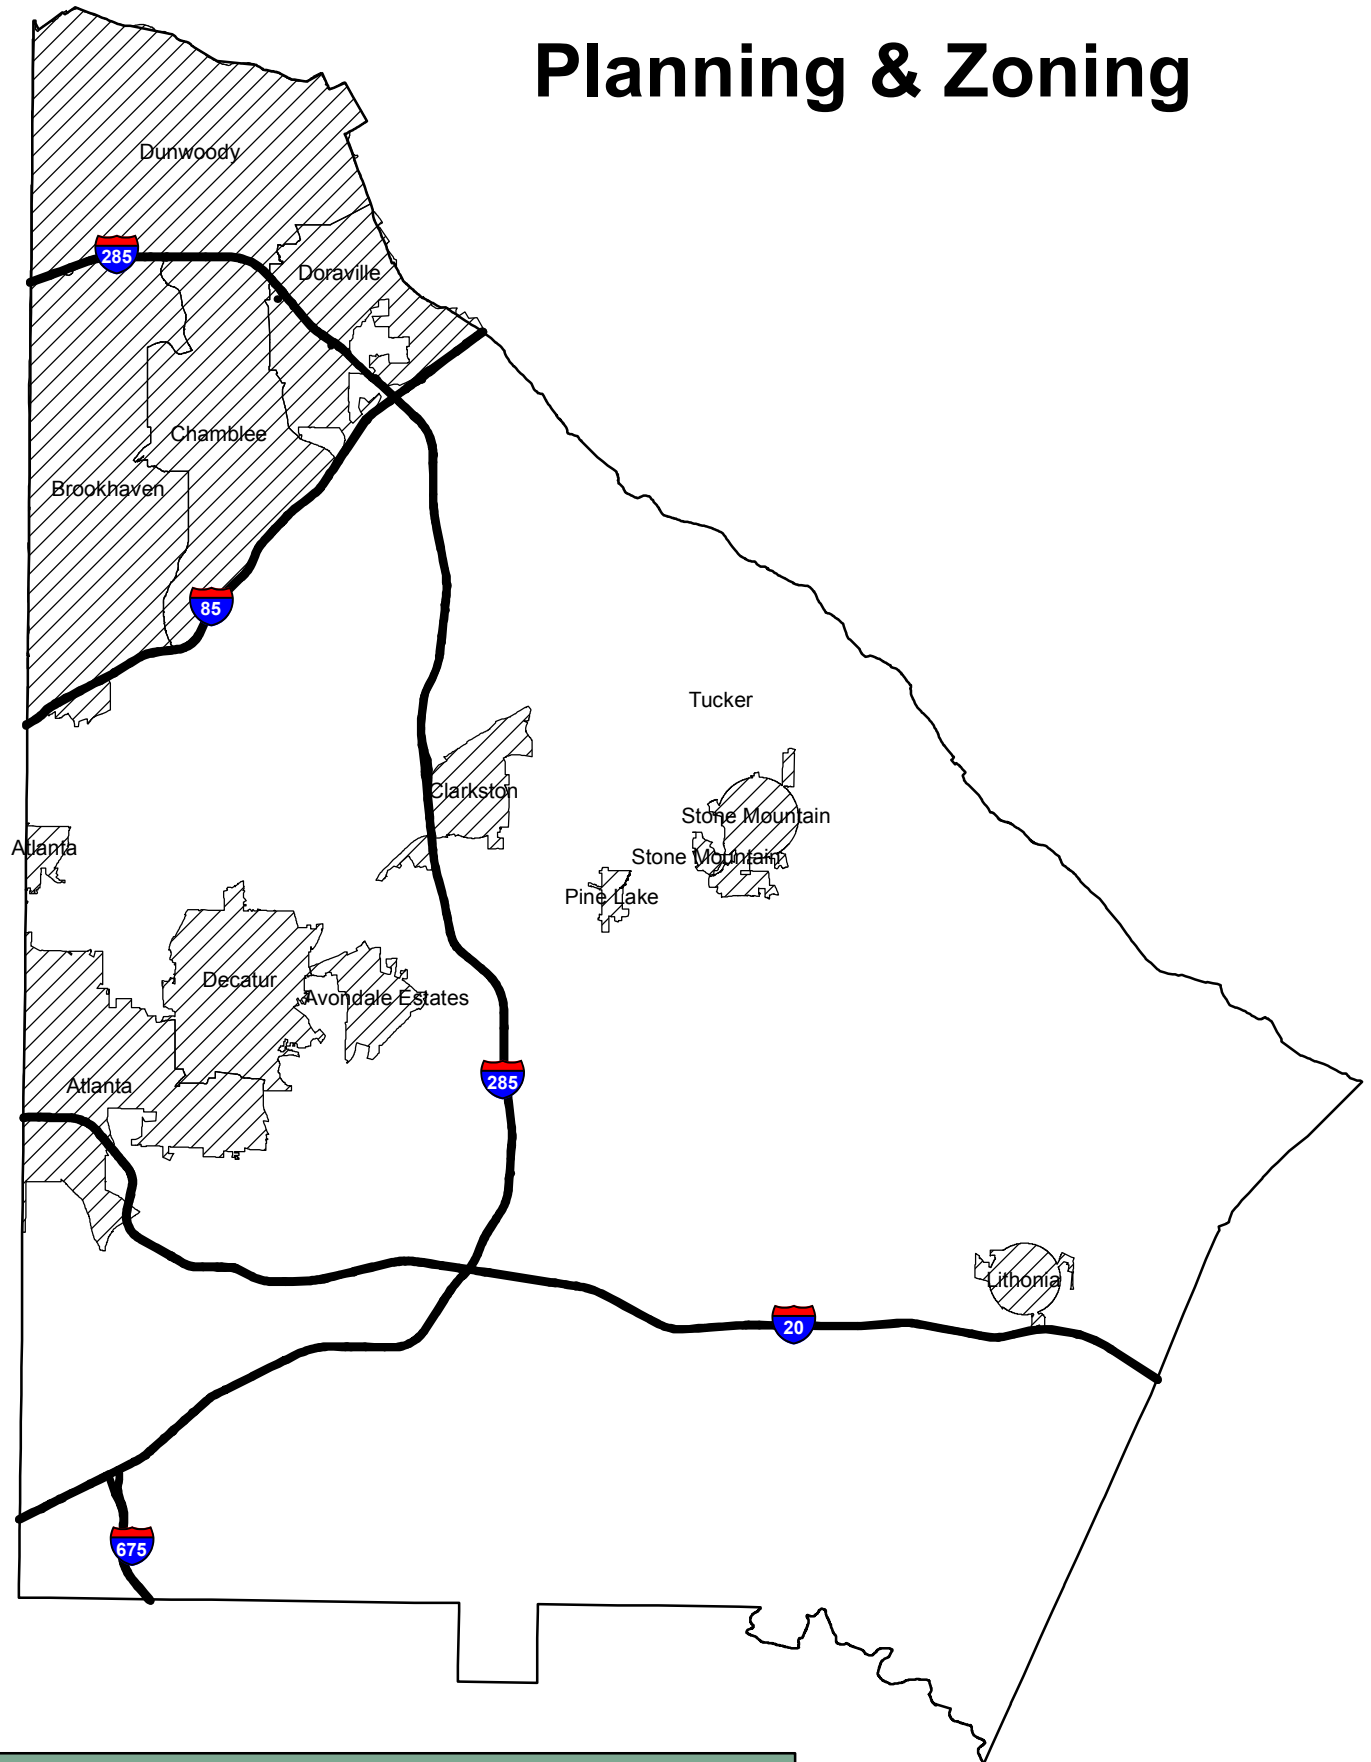 Planning & Zoning
Dunwoody
285
Doraville
Chamblee
Brookhaven
85
Tucker
Clarkston
Stone Mountain
Atlanta
Stone Mountain
Pine Lake
Decatur
Avondale Estates
285
Atlanta
Lithonia
20
675